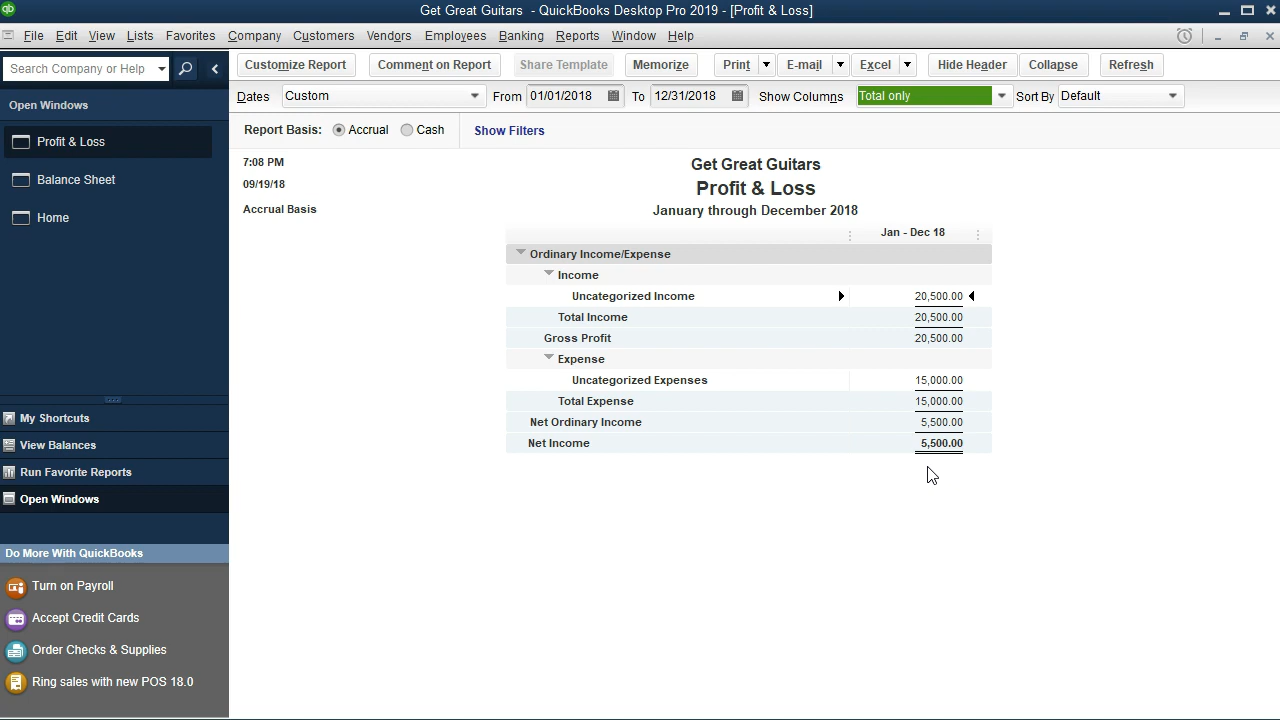 qb
Get Great Guitars - QuickBooks Desktop Pro 2019 - [Profit & Loss]
File Edit View Lists Favorites Company Customers Vendors Employees Banking Reports Window Help
Search Company or Help
Customize Report Comment on Report Share Template Memorize Print E-mail Excel Hide Header Collapse Refresh
Open Windows
Dates Custom From 01/01/2018 To 12/31/2018 Show Columns Total only Sort By Default
Report Basis: Accrual Cash Show Filters
Profit & Loss
Balance Sheet
Home
7:08 PM
09/19/18
Accrual Basis
Get Great Guitars
Profit & Loss
January through December 2018
Jan - Dec 18
Ordinary Income/Expense
Income
Uncategorized Income 20,500.00
Total Income 20,500.00
Gross Profit 20,500.00
Expense
Uncategorized Expenses 15,000.00
Total Expense 15,000.00
Net Ordinary Income 5,500.00
Net Income 5,500.00
My Shortcuts
View Balances
Run Favorite Reports
Open Windows
Do More With QuickBooks
Turn on Payroll
Accept Credit Cards
Order Checks & Supplies
Ring sales with new POS 18.0